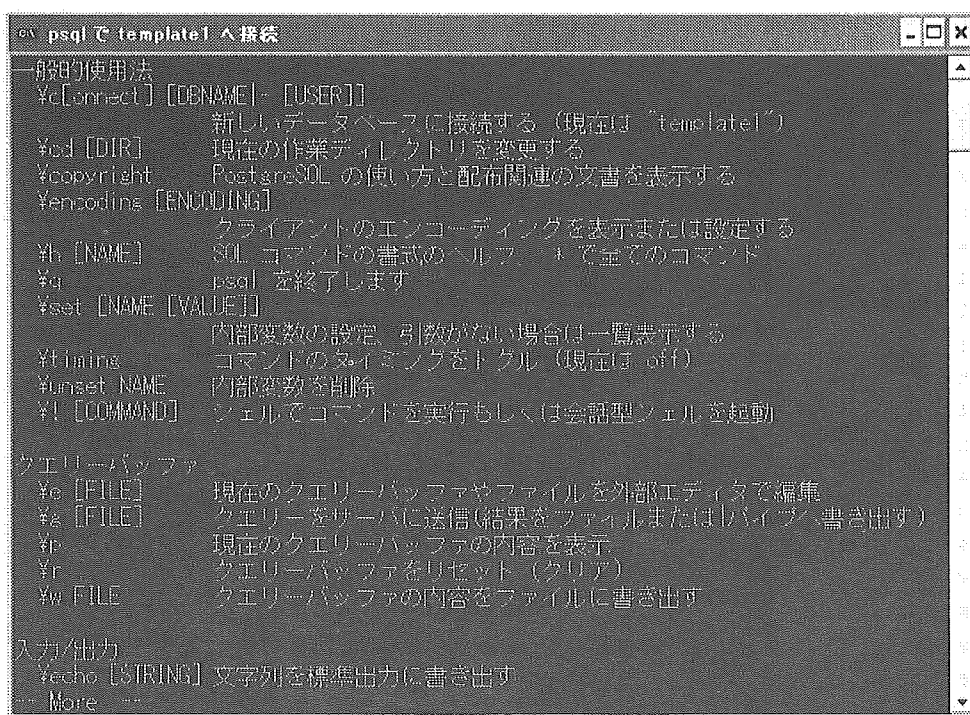 psql で template1 へ接続
一般的使用法
¥c[onnect] [DBNAME|- [USER]]
新しいデータベースに接続する (現在は "template1")
¥cd [DIR] 現在の作業ディレクトリを変更する
¥copyright PostgreSQL の使い方と配布関連の文書を表示する
¥encoding [ENCODING]
クライアントのエンコーディングを表示または設定する
¥h [NAME] SQL コマンドの書式のヘルプ * で全てのコマンド
¥q psql を終了します
¥set [NAME [VALUE]]
内部変数の設定、引数がない場合は一覧表示する
¥timing コマンドのタイミングをトグル (現在は off)
¥unset NAME 内部変数を削除
¥! [COMMAND] シェルでコマンドを実行もしくは会話型シェルを起動
クエリーバッファ
¥e [FILE] 現在のクエリーバッファやファイルを外部エディタで編集
¥g [FILE] クエリーをサーバに送信(結果をファイルまたは|パイプへ書き出す)
¥p 現在のクエリーバッファの内容を表示
¥r クエリーバッファをリセット (クリア)
¥w FILE クエリーバッファの内容をファイルに書き出す
入力/出力
¥echo [STRING] 文字列を標準出力に書き出す
-- More --